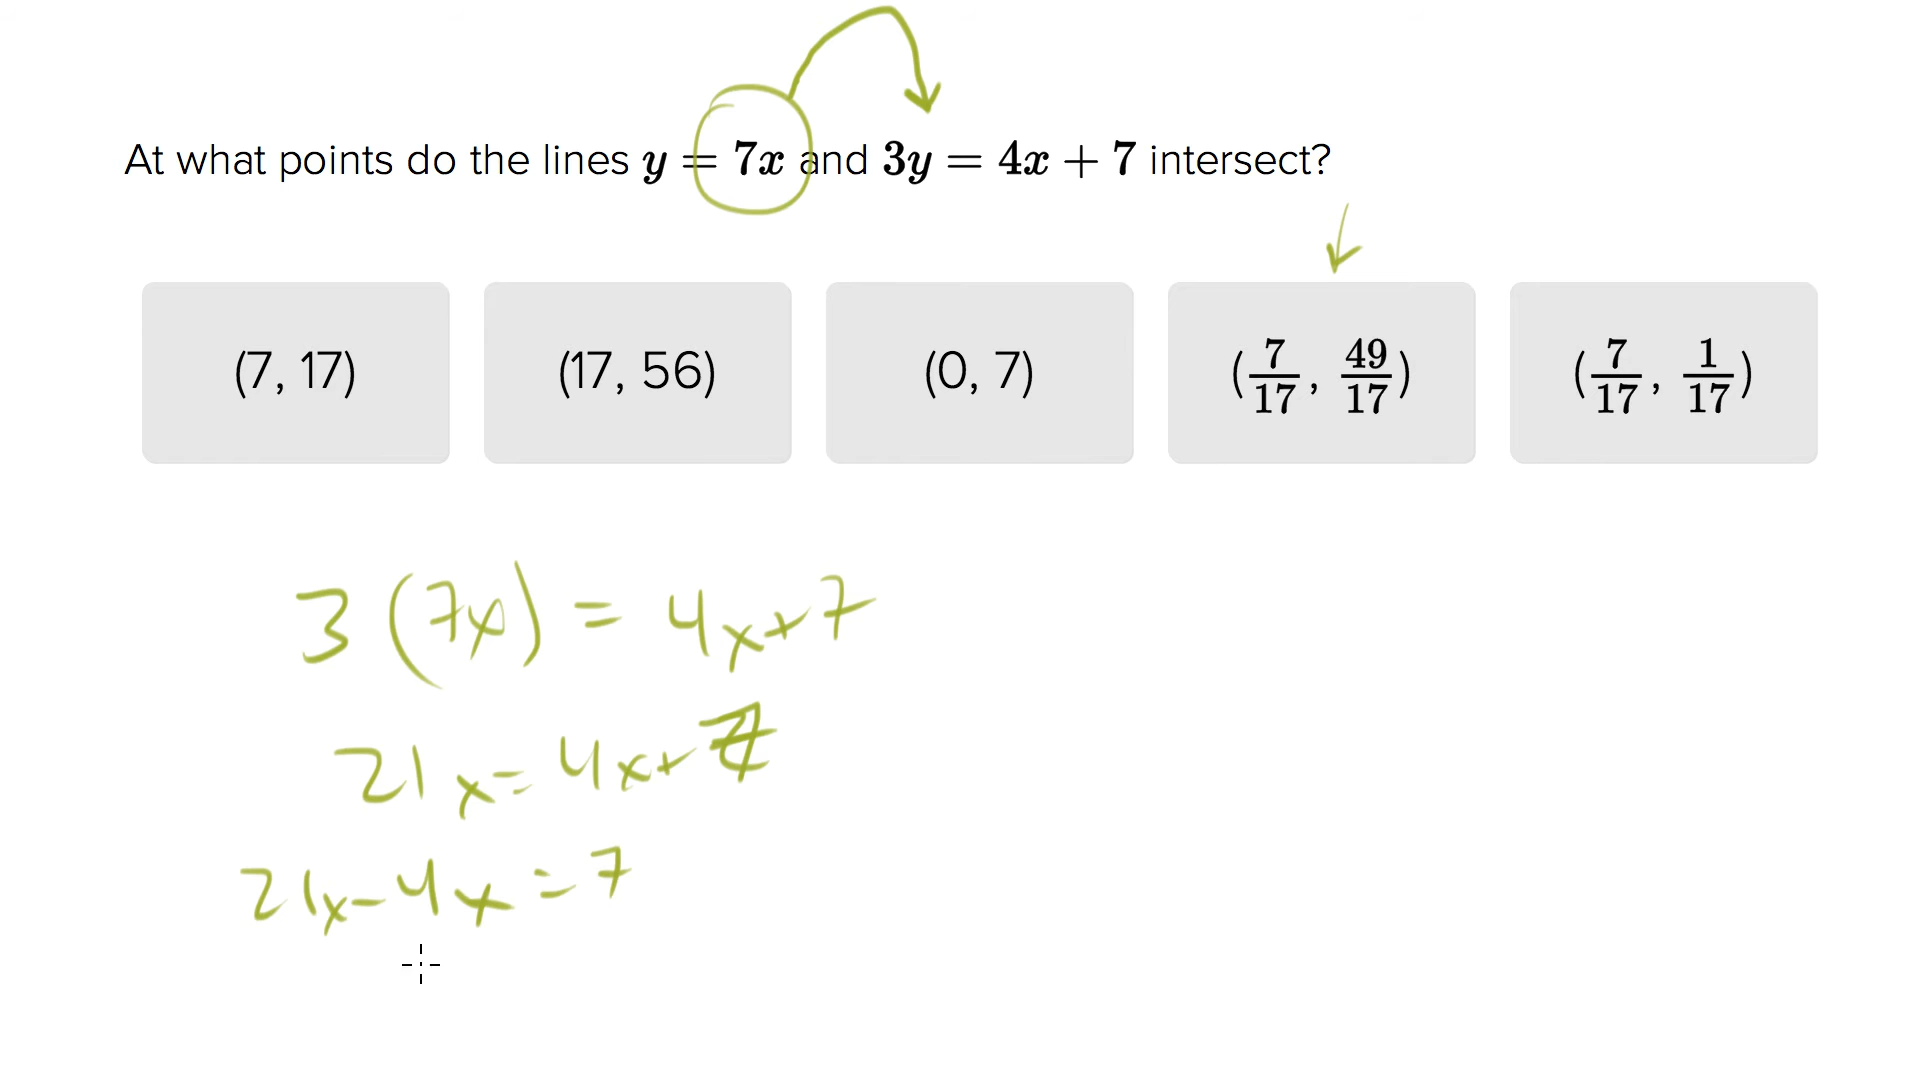 At what points do the lines y = 7x and 3y = 4x + 7 intersect?
(7, 17)
(17, 56)
(0, 7)
(7/17, 49/17)
(7/17, 1/17)
3(7x) = 4x+7
21x = 4x+7
21x-4x = 7